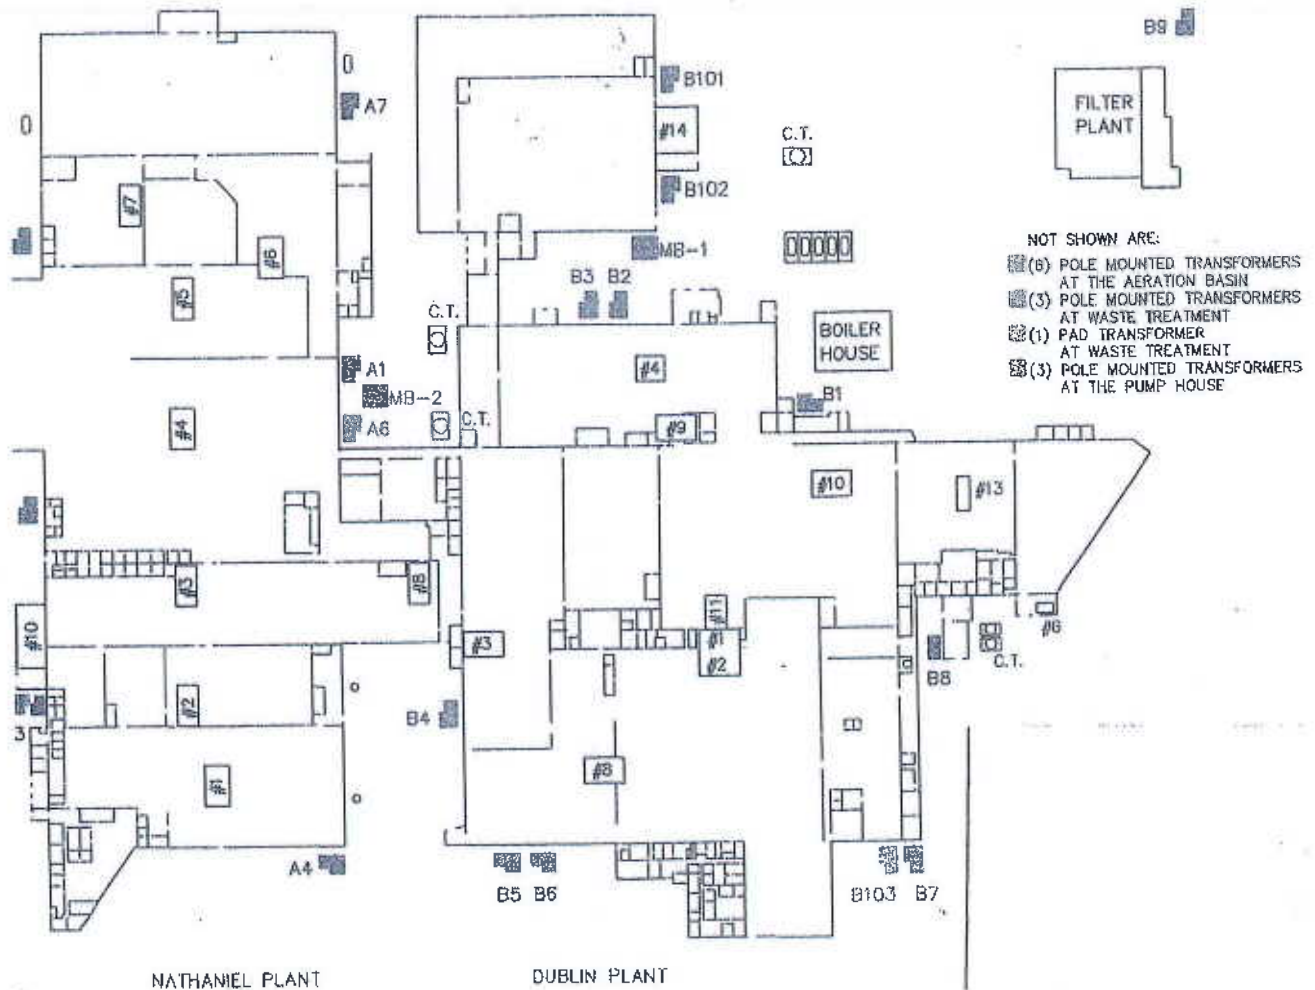 B9
B101
A7
FILTER
PLANT
#14
C.T.
B102
#7
MB-1
NOT SHOWN ARE:
(6) POLE MOUNTED TRANSFORMERS
AT THE AERATION BASIN
(3) POLE MOUNTED TRANSFORMERS
AT WASTE TREATMENT
(1) PAD TRANSFORMER
AT WASTE TREATMENT
(3) POLE MOUNTED TRANSFORMERS
AT THE PUMP HOUSE
#6
#5
B3 B2
C.T.
BOILER
HOUSE
A1
#4
MB-2
B1
A6
C.T.
#4
#9
#10
#13
#3
#8
#10
#11
#1
#2
#3
#6
C.T.
B8
#2
B4
3
#1
#8
A4
B5 B6
B103 B7
NATHANIEL PLANT
DUBLIN PLANT